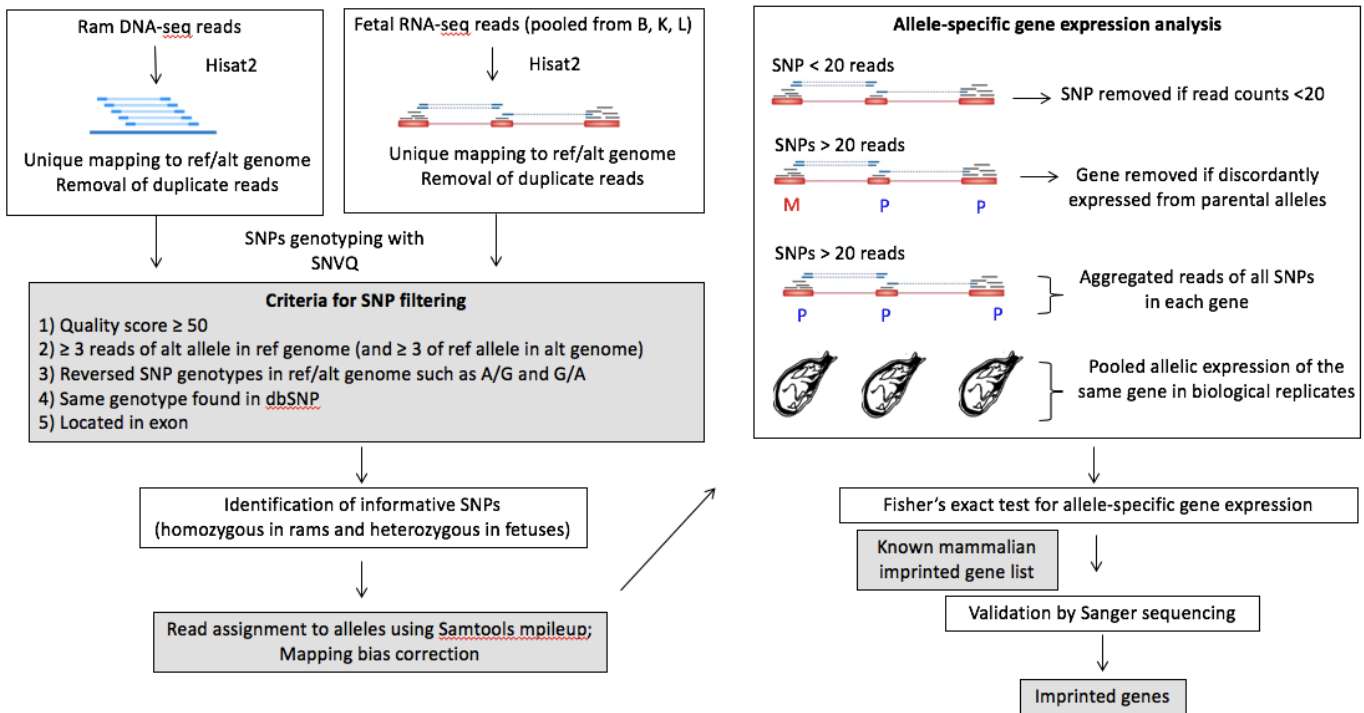 Ram DNA-seq reads
Hisat2
Unique mapping to ref/alt genome
Removal of duplicate reads
Fetal RNA-seq reads (pooled from B, K, L)
Hisat2
Unique mapping to ref/alt genome
Removal of duplicate reads
SNPs genotyping with
SNVQ
Criteria for SNP filtering
1) Quality score ≥ 50
2) ≥ 3 reads of alt allele in ref genome (and ≥ 3 of ref allele in alt genome)
3) Reversed SNP genotypes in ref/alt genome such as A/G and G/A
4) Same genotype found in dbSNP
5) Located in exon
Identification of informative SNPs
(homozygous in rams and heterozygous in fetuses)
Read assignment to alleles using Samtools mpileup;
Mapping bias correction
Allele-specific gene expression analysis
SNP < 20 reads
SNP removed if read counts <20
SNPs > 20 reads
Gene removed if discordantly
expressed from parental alleles
M P P
SNPs > 20 reads
Aggregated reads of all SNPs
in each gene
P P P
Pooled allelic expression of the
same gene in biological replicates
Fisher's exact test for allele-specific gene expression
Known mammalian
imprinted gene list
Validation by Sanger sequencing
Imprinted genes